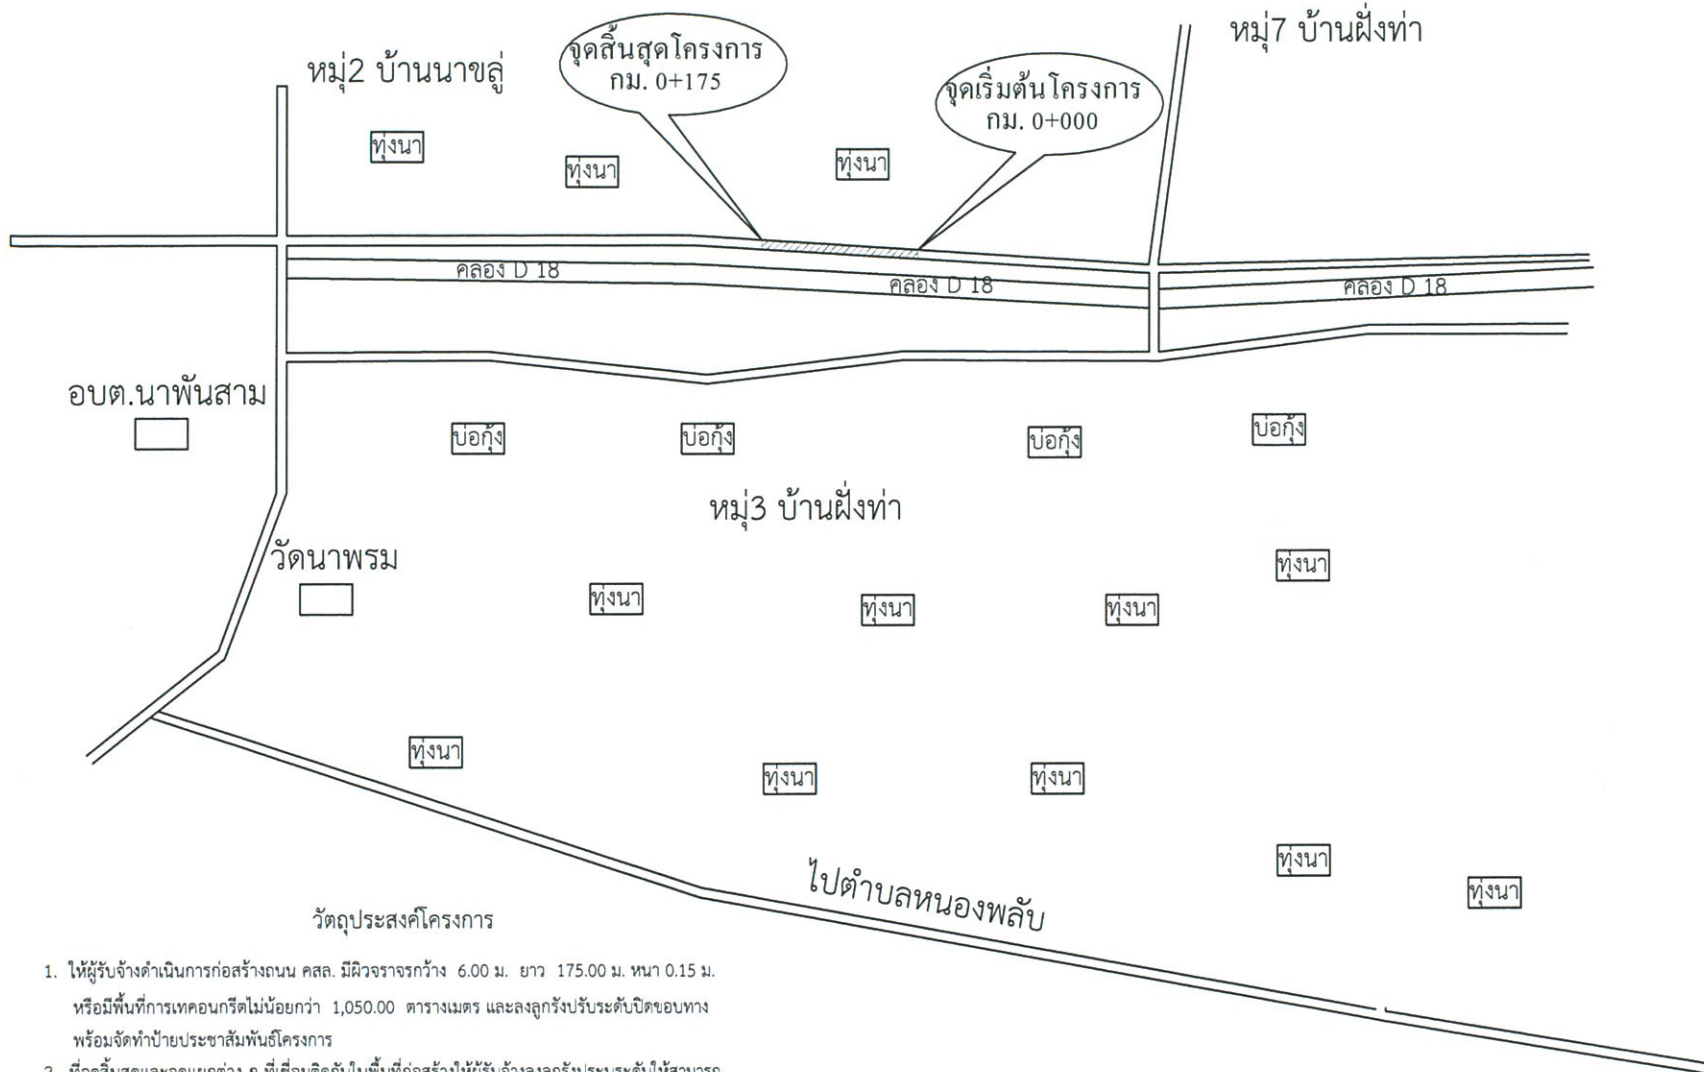 หมู่7 บ้านฝั่งท่า
จุดสิ้นสุดโครงการ
กม. 0+175
หมู่2 บ้านนาขลู่
จุดเริ่มต้นโครงการ
กม. 0+000
ทุ่งนา
ทุ่งนา
ทุ่งนา
คลอง D 18
คลอง D 18
คลอง D 18
อบต.นาพันสาม
บ่อกุ้ง
บ่อกุ้ง
บ่อกุ้ง
บ่อกุ้ง
หมู่3 บ้านฝั่งท่า
วัดนาพรม
ทุ่งนา
ทุ่งนา
ทุ่งนา
ทุ่งนา
ทุ่งนา
ทุ่งนา
ทุ่งนา
ทุ่งนา
ทุ่งนา
ไปตำบลหนองพลับ
วัตถุประสงค์โครงการ
1. ให้ผู้รับจ้างดำเนินการก่อสร้างถนน คสล. มีผิวจราจรกว้าง 6.00 ม. ยาว 175.00 ม. หนา 0.15 ม.
หรือมีพื้นที่การเทคอนกรีตไม่น้อยกว่า 1,050.00 ตารางเมตร และลงลูกรังปรับระดับปิดขอบทาง
พร้อมจัดทำป้ายประชาสัมพันธ์โครงการ